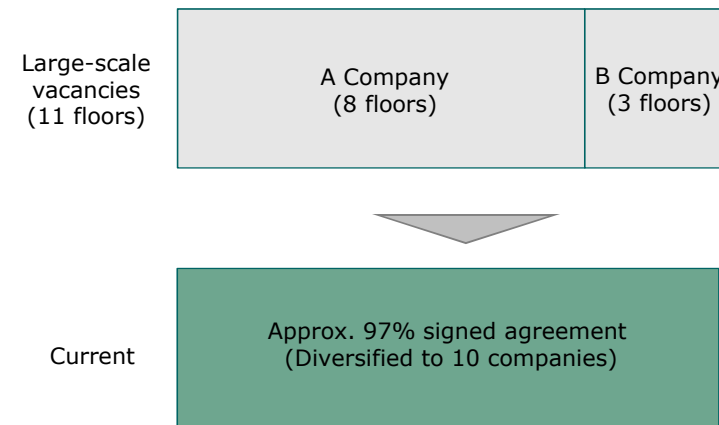 Large-scale
vacancies
(11 floors)
A Company
(8 floors)
B Company
(3 floors)
Current
Approx. 97% signed agreement
(Diversified to 10 companies)